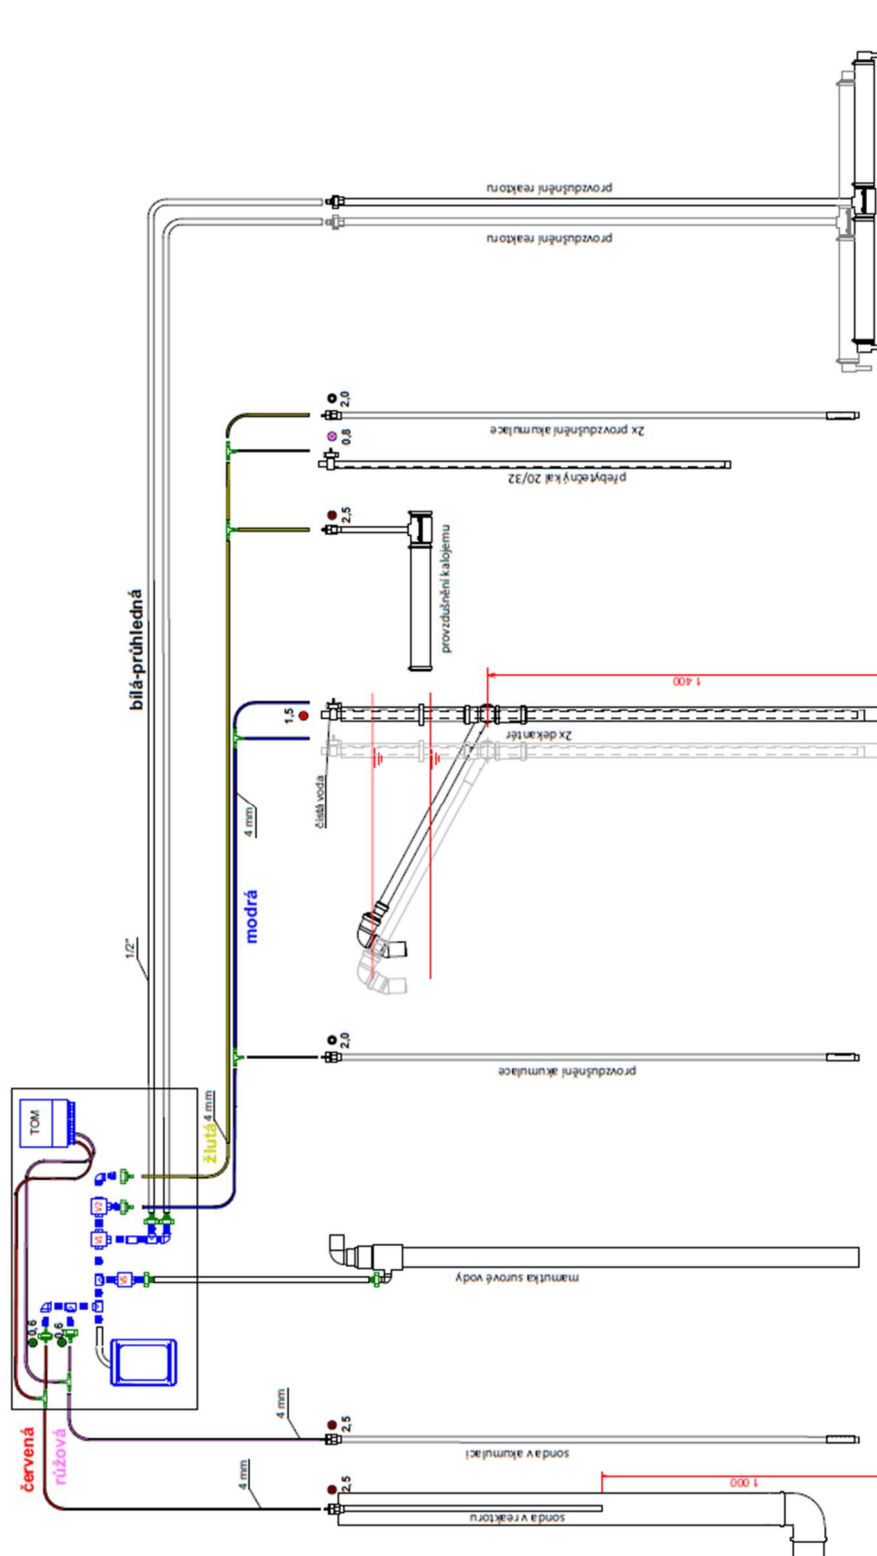 provzdušnění reaktoru
provzdušnění reaktoru
2,0
2x provzdušnění akumulace
0,8
přebytečný kal 20/32
2,5
provzdušnění kalojemu
bílá-průhledná
1 400
1,5
2x dekantér
čistá voda
4 mm
modrá
1/2"
2,0
provzdušnění akumulace
TOM
4 mm
žlutá
V2
V1
mamutka surové vody
0,6
0,6
červená
růžová
4 mm
2,5
sonda v akumulaci
4 mm
2,5
1 000
sonda v reaktoru